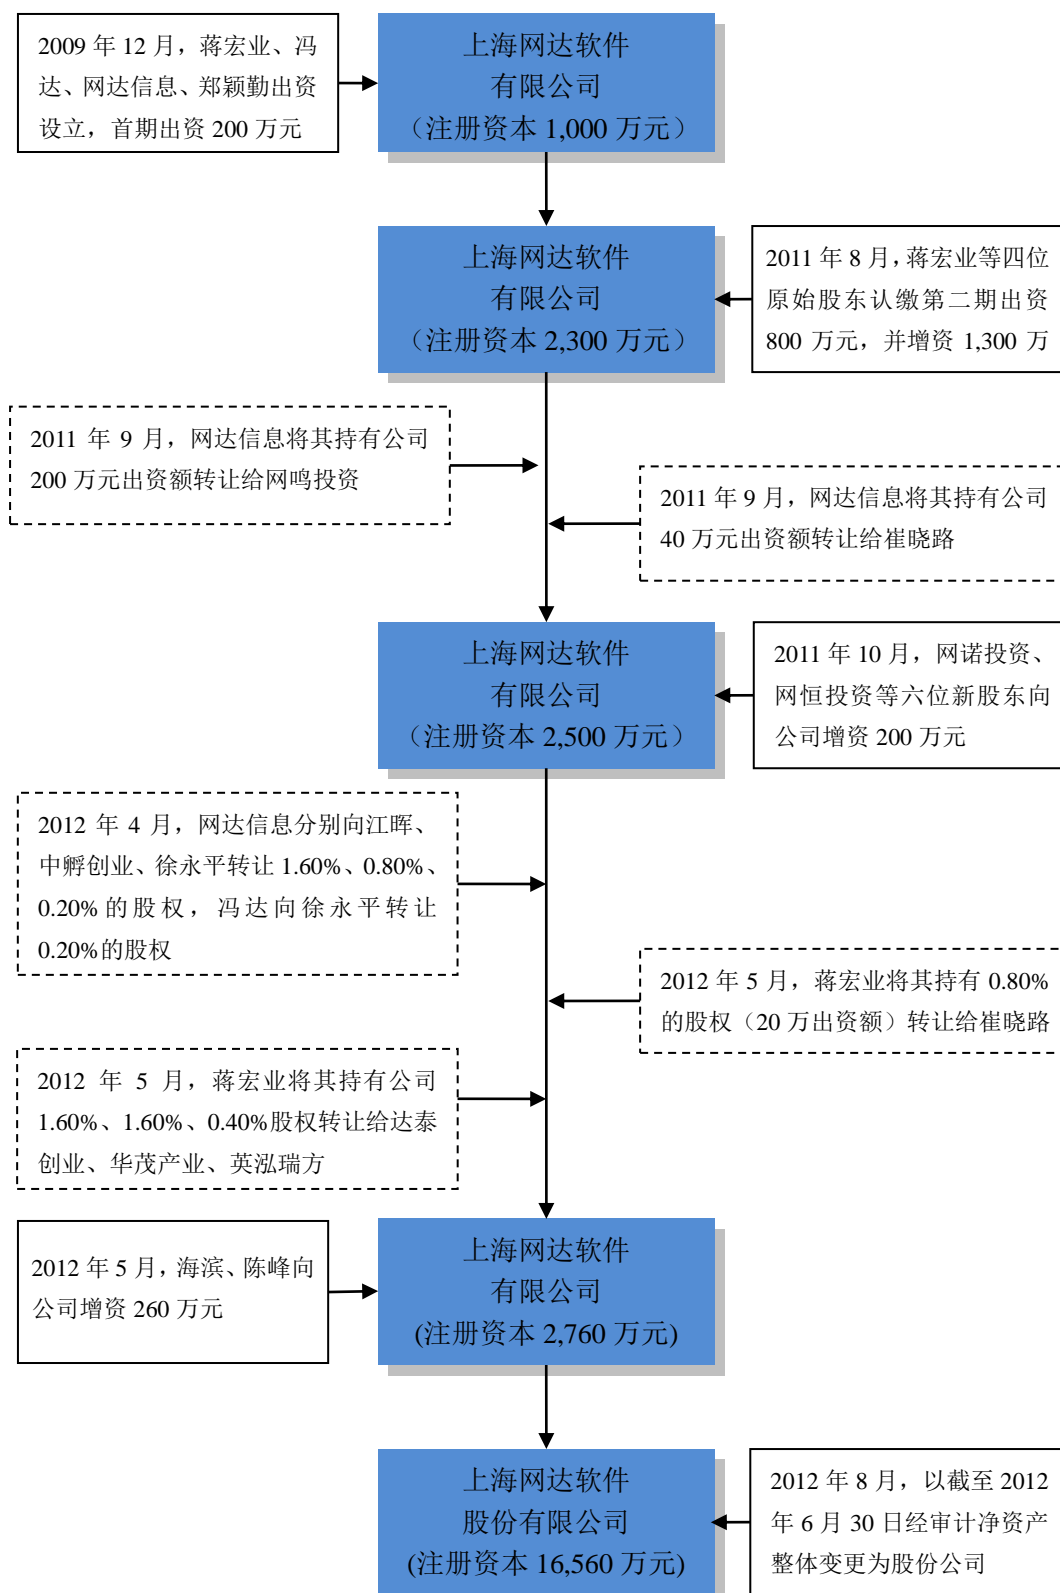 2009 年 12 月，蒋宏业、冯
达、网达信息、郑颖勤出资
设立，首期出资 200 万元
上海网达软件
有限公司
（注册资本 1,000 万元）
上海网达软件
有限公司
（注册资本 2,300 万元）
2011 年 8 月，蒋宏业等四位
原始股东认缴第二期出资
800 万元，并增资 1,300 万
2011 年 9 月，网达信息将其持有公司
200 万元出资额转让给网鸣投资
2011 年 9 月，网达信息将其持有公司
40 万元出资额转让给崔晓路
上海网达软件
有限公司
（注册资本 2,500 万元）
2011 年 10 月，网诺投资、
网恒投资等六位新股东向
公司增资 200 万元
2012 年 4 月，网达信息分别向江晖、
中孵创业、徐永平转让 1.60%、0.80%、
0.20% 的股权，冯达向徐永平转让
0.20%的股权
2012 年 5 月，蒋宏业将其持有 0.80%
的股权（20 万出资额）转让给崔晓路
2012 年 5 月，蒋宏业将其持有公司
1.60%、1.60%、0.40%股权转让给达泰
创业、华茂产业、英泓瑞方
2012 年 5 月，海滨、陈峰向
公司增资 260 万元
上海网达软件
有限公司
(注册资本 2,760 万元)
上海网达软件
股份有限公司
(注册资本 16,560 万元)
2012 年 8 月，以截至 2012
年 6 月 30 日经审计净资产
整体变更为股份公司